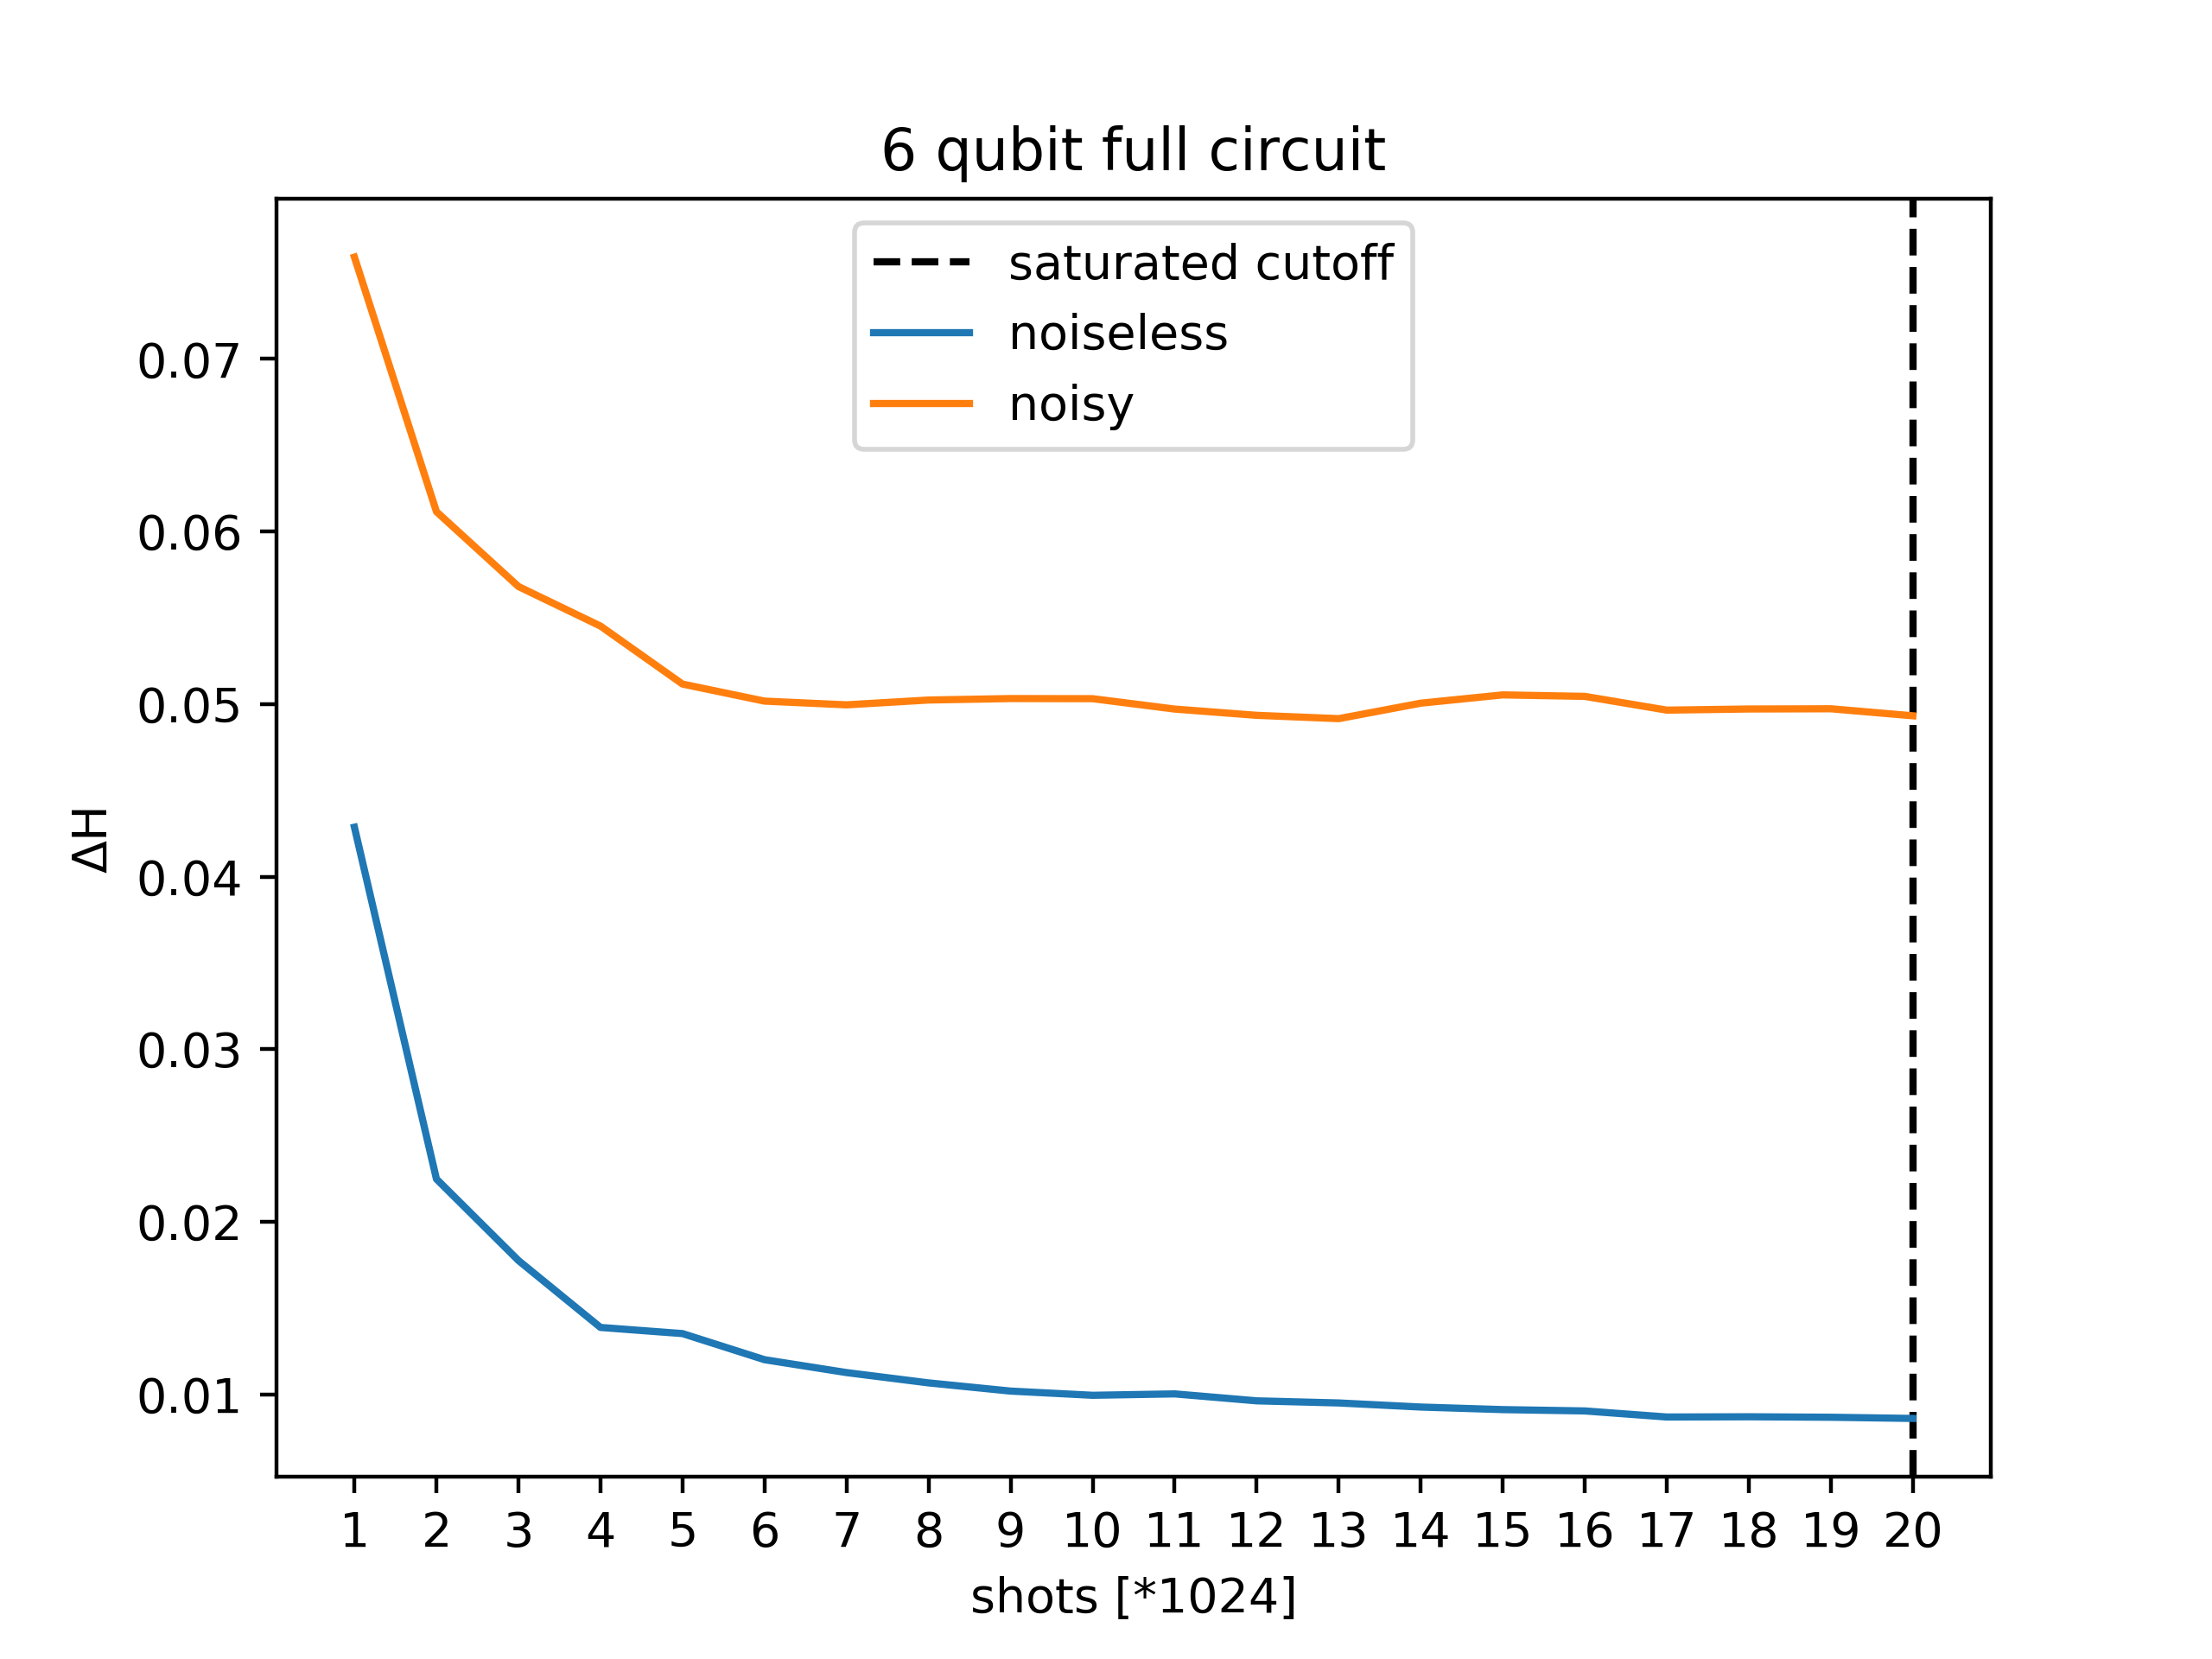 6 qubit full circuit
saturated cutoff
noiseless
noisy
0.07
0.06
0.05
0.04
0.03
0.02
0.01
ΔH
1 2 3 4 5 6 7 8 9 10 11 12 13 14 15 16 17 18 19 20
shots [*1024]